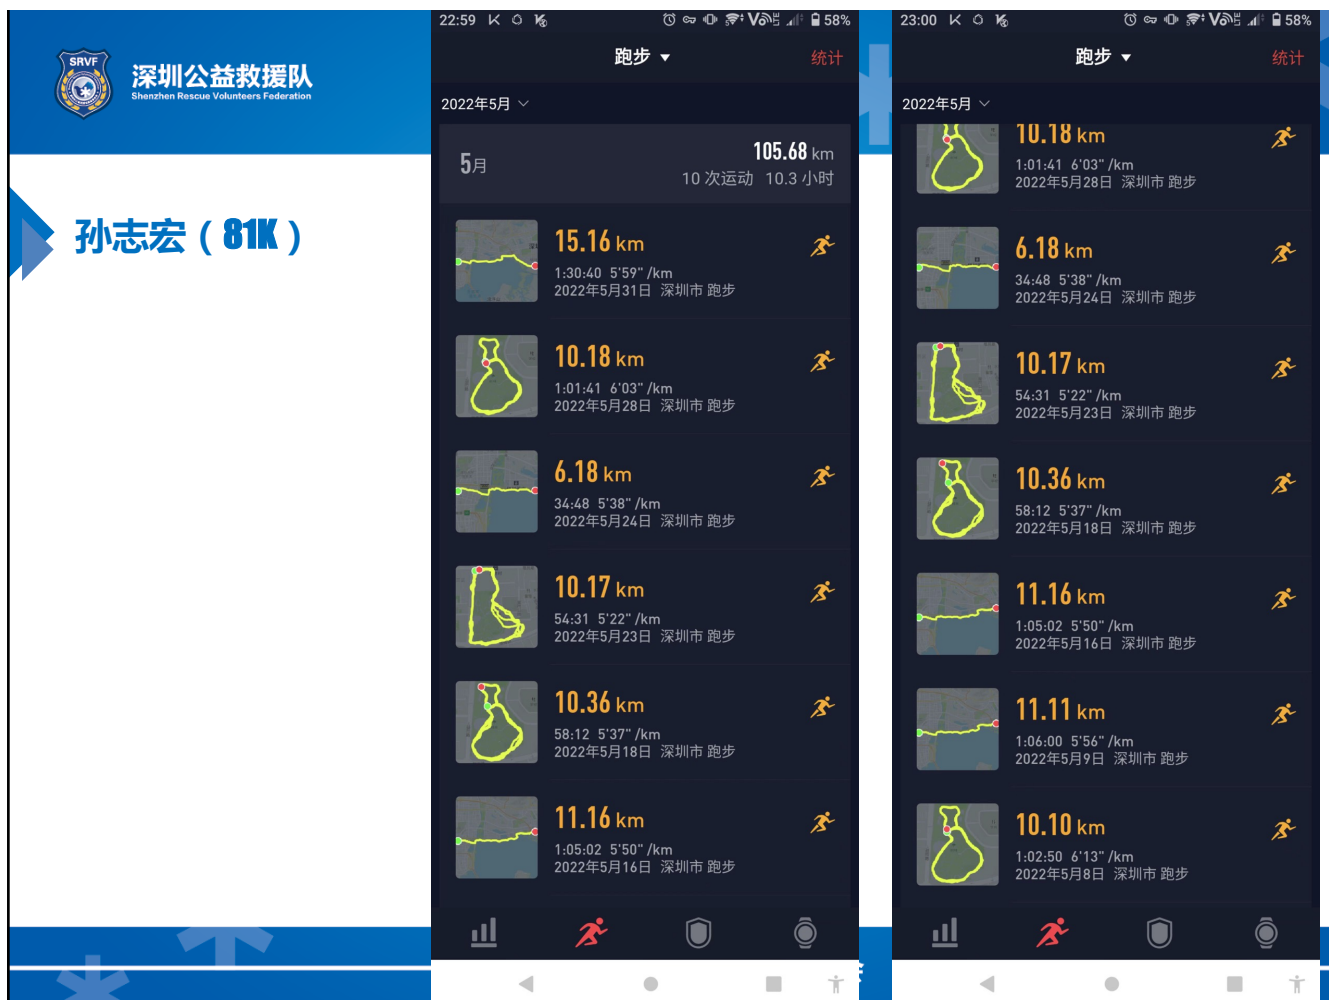 SRVF
深圳公益救援队
Shenzhen Rescue Volunteers Federation
孙志宏（81K）
22:59
58%
跑步
统计
2022年5月
5月
105.68 km
10 次运动 10.3 小时
15.16 km
1:30:40 5'59" /km
2022年5月31日 深圳市 跑步
10.18 km
1:01:41 6'03" /km
2022年5月28日 深圳市 跑步
6.18 km
34:48 5'38" /km
2022年5月24日 深圳市 跑步
10.17 km
54:31 5'22" /km
2022年5月23日 深圳市 跑步
10.36 km
58:12 5'37" /km
2022年5月18日 深圳市 跑步
11.16 km
1:05:02 5'50" /km
2022年5月16日 深圳市 跑步
23:00
58%
跑步
统计
2022年5月
10.18 km
1:01:41 6'03" /km
2022年5月28日 深圳市 跑步
6.18 km
34:48 5'38" /km
2022年5月24日 深圳市 跑步
10.17 km
54:31 5'22" /km
2022年5月23日 深圳市 跑步
10.36 km
58:12 5'37" /km
2022年5月18日 深圳市 跑步
11.16 km
1:05:02 5'50" /km
2022年5月16日 深圳市 跑步
11.11 km
1:06:00 5'56" /km
2022年5月9日 深圳市 跑步
10.10 km
1:02:50 6'13" /km
2022年5月8日 深圳市 跑步